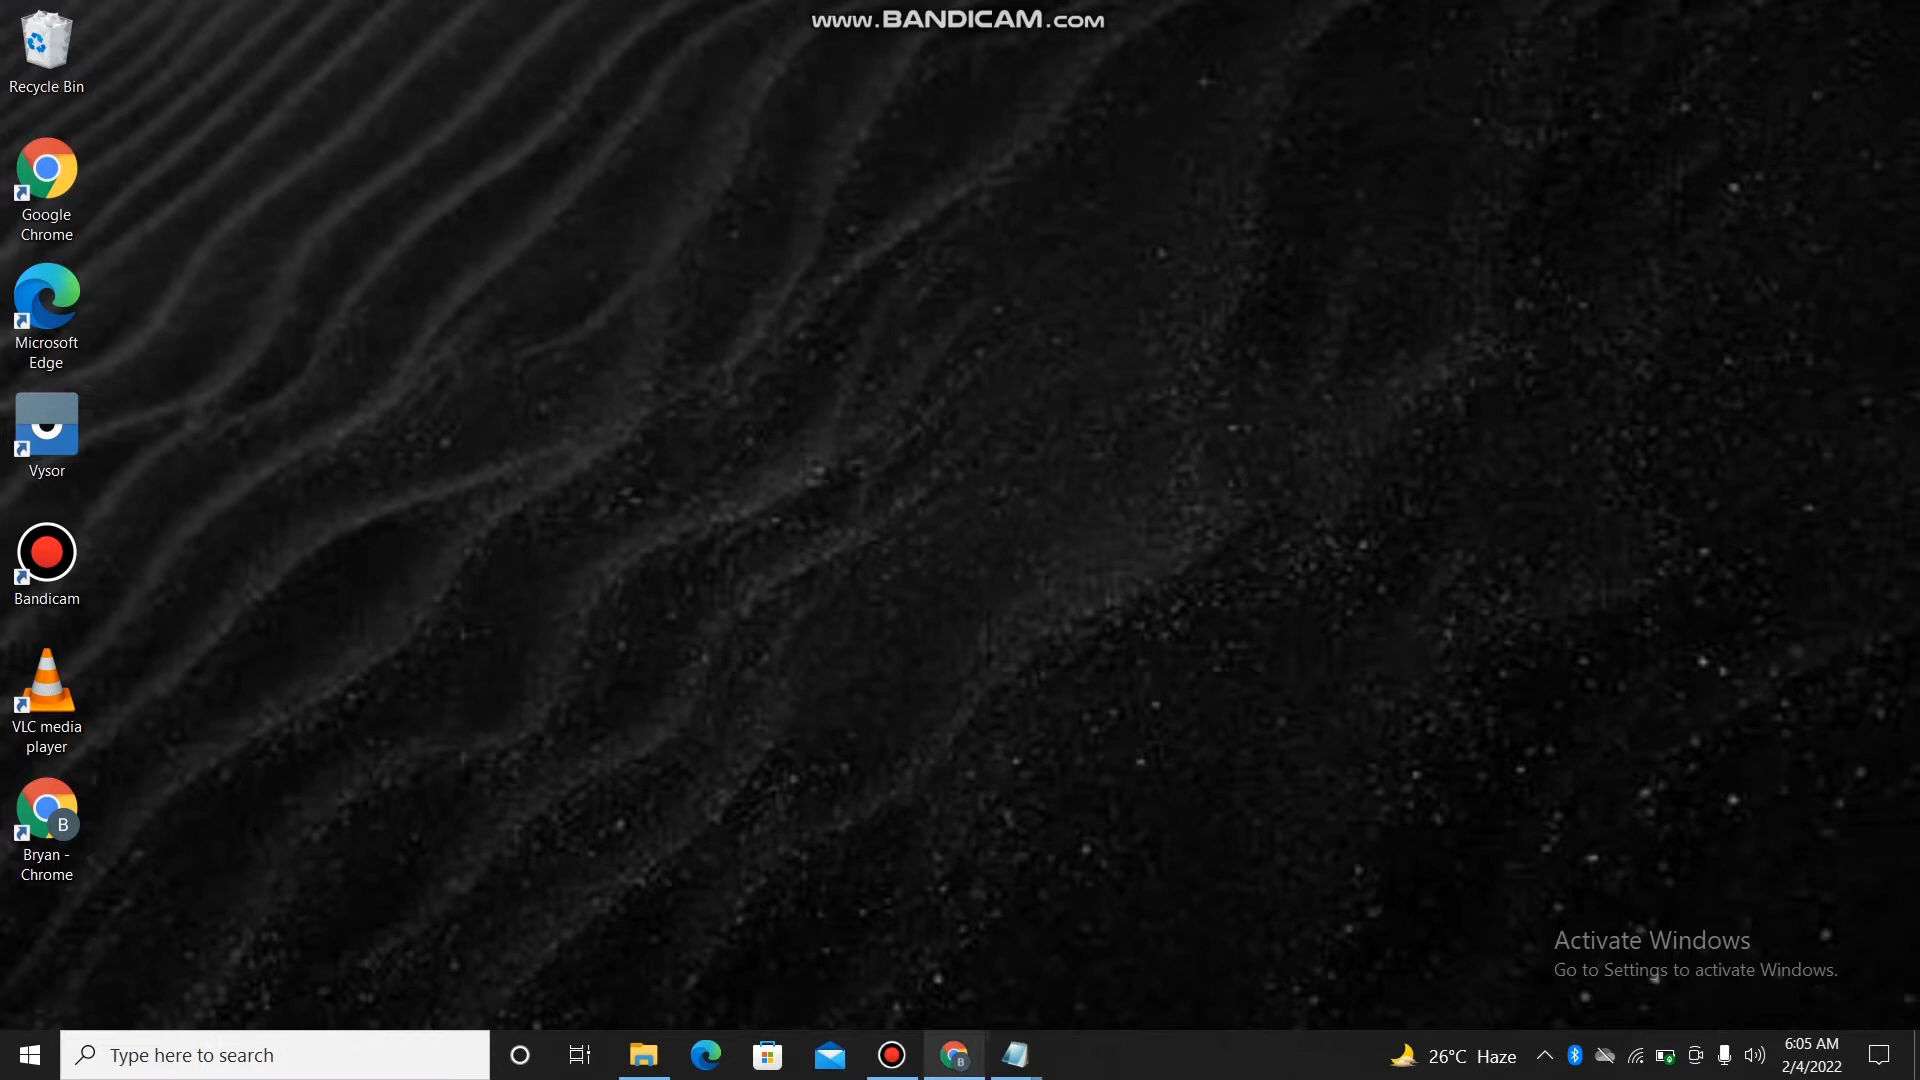 www.BANDICAM.com
Recycle Bin
Google
Chrome
Microsoft
Edge
Vysor
Bandicam
VLC media
player
B
Bryan -
Chrome
Activate Windows
Go to Settings to activate Windows.
Type here to search
B
26°C Haze
6:05 AM
2/4/2022